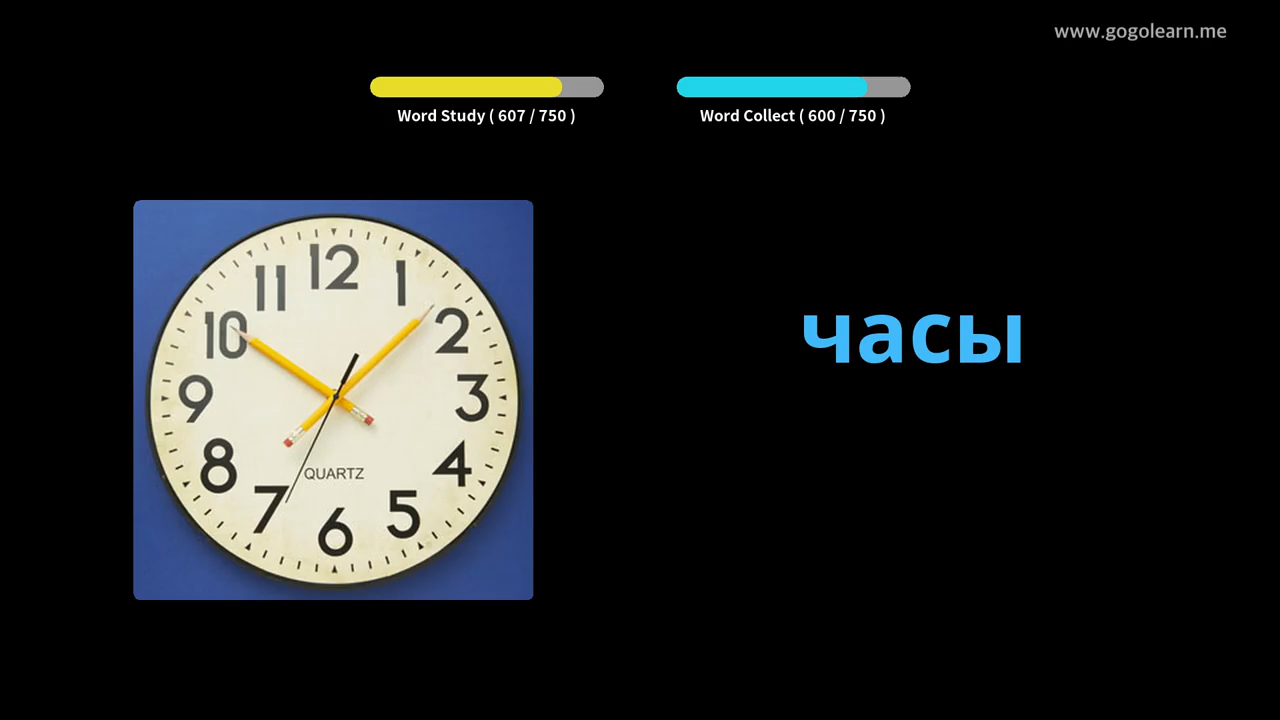 www.gogolearn.me
Word Study ( 607 / 750 )
Word Collect ( 600 / 750 )
12
11
1
10
2
9
3
8
4
QUARTZ
7
5
6
часы